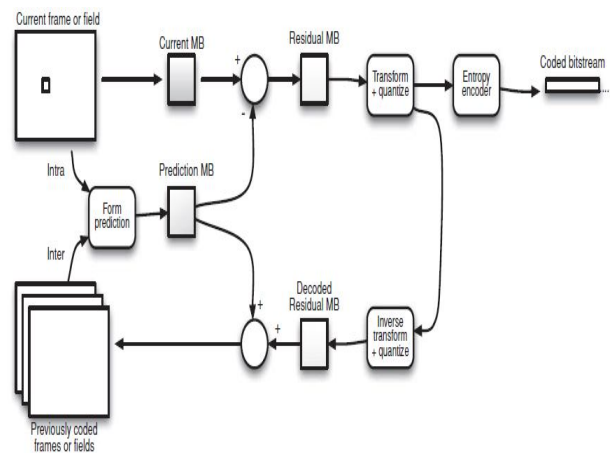 Current frame or field
Current MB
+
-
Residual MB
Transform
+ quantize
Entropy
encoder
Coded bitstream
....
Intra
Form
prediction
Prediction MB
Inter
Previously coded
frames or fields
+
+
Decoded
Residual MB
Inverse
transform
+ quantize